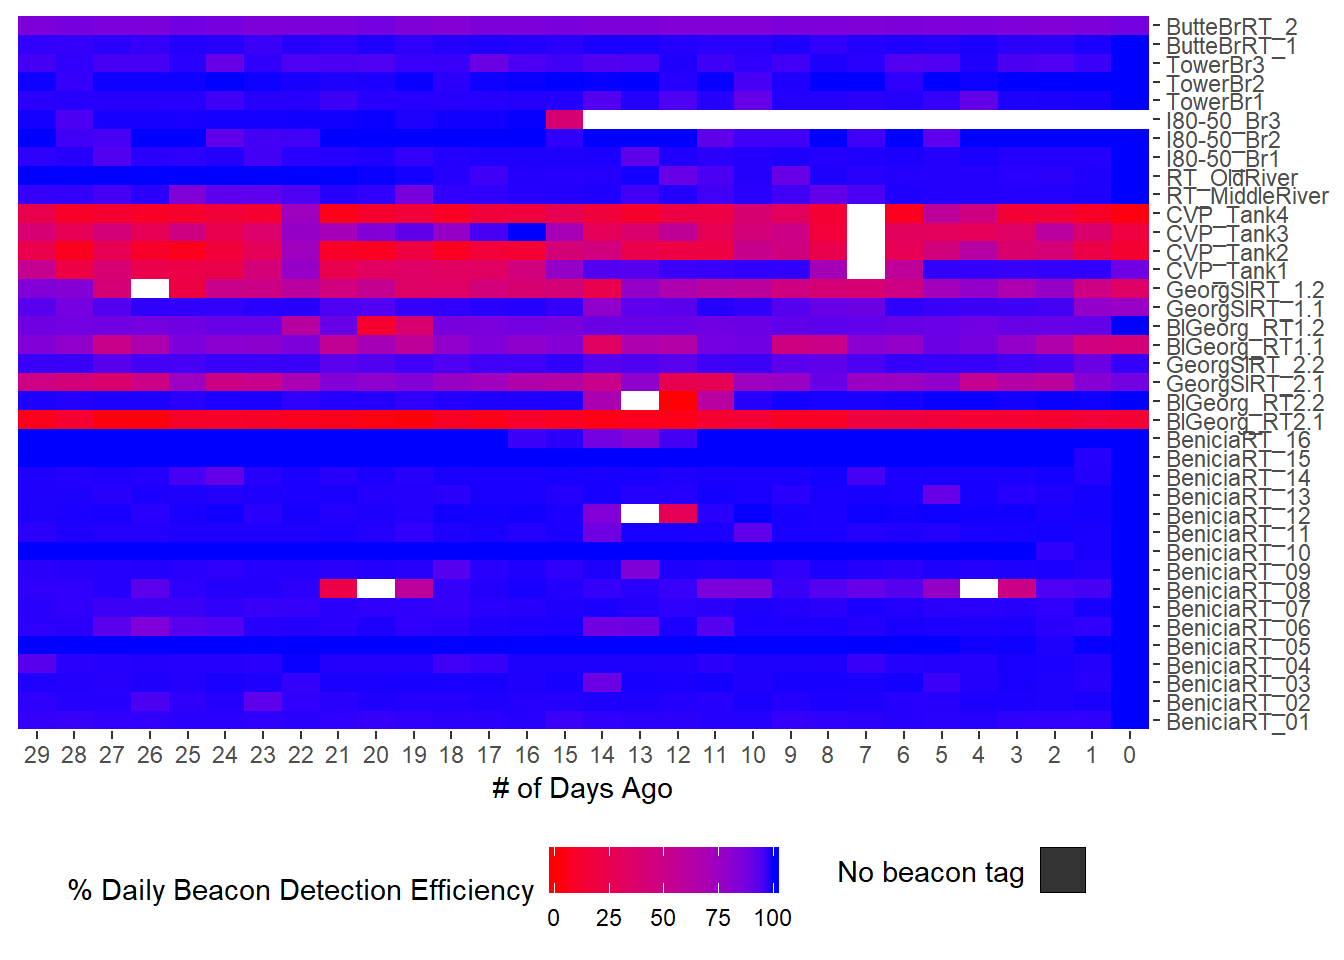 ButteBrRT_2
ButteBrRT_1
TowerBr3
TowerBr2
TowerBr1
I80-50_Br3
I80-50_Br2
I80-50_Br1
RT_OldRiver
RT_MiddleRiver
CVP_Tank4
CVP_Tank3
CVP_Tank2
CVP_Tank1
GeorgSlRT_1.2
GeorgSlRT_1.1
BlGeorg_RT1.2
BlGeorg_RT1.1
GeorgSlRT_2.2
GeorgSlRT_2.1
BlGeorg_RT2.2
BlGeorg_RT2.1
BeniciaRT_16
BeniciaRT_15
BeniciaRT_14
BeniciaRT_13
BeniciaRT_12
BeniciaRT_11
BeniciaRT_10
BeniciaRT_09
BeniciaRT_08
BeniciaRT_07
BeniciaRT_06
BeniciaRT_05
BeniciaRT_04
BeniciaRT_03
BeniciaRT_02
BeniciaRT_01
29 28 27 26 25 24 23 22 21 20 19 18 17 16 15 14 13 12 11 10 9 8 7 6 5 4 3 2 1 0
# of Days Ago
% Daily Beacon Detection Efficiency
0 25 50 75 100
No beacon tag